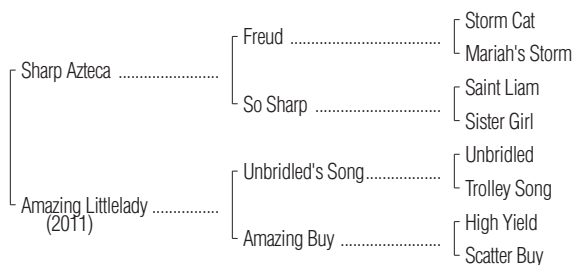 Storm Cat
Freud ....................................
Mariah's Storm
Sharp Azteca ........................
Saint Liam
So Sharp ..............................
Sister Girl
Unbridled
Unbridled's Song..................
Trolley Song
Amazing Littlelady ................
(2011)
High Yield
Amazing Buy ........................
Scatter Buy